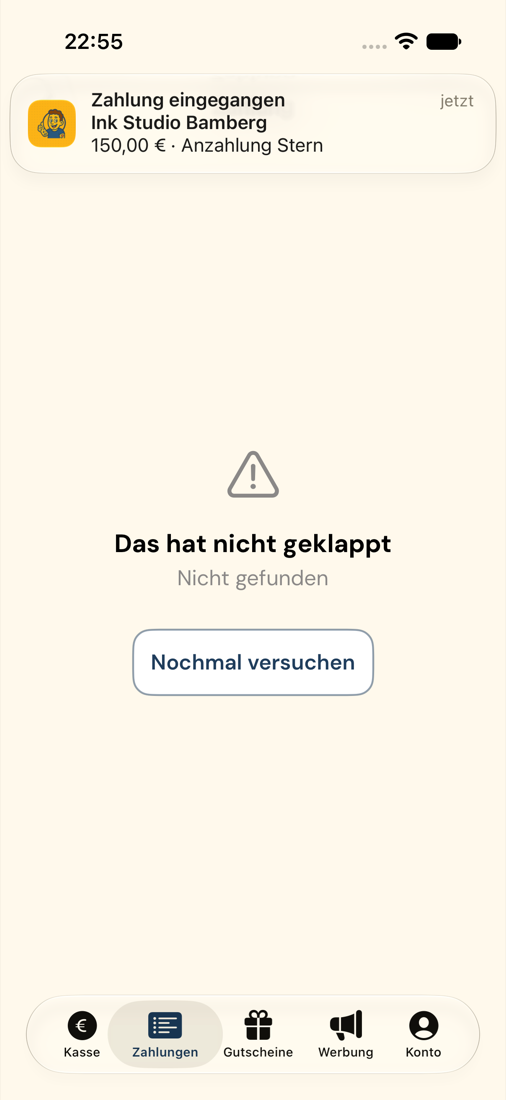 22:55
Zahlung eingegangen
jetzt
Ink Studio Bamberg
150,00 € · Anzahlung Stern
Das hat nicht geklappt
Nicht gefunden
Nochmal versuchen
Kasse
Zahlungen
Gutscheine
Werbung
Konto